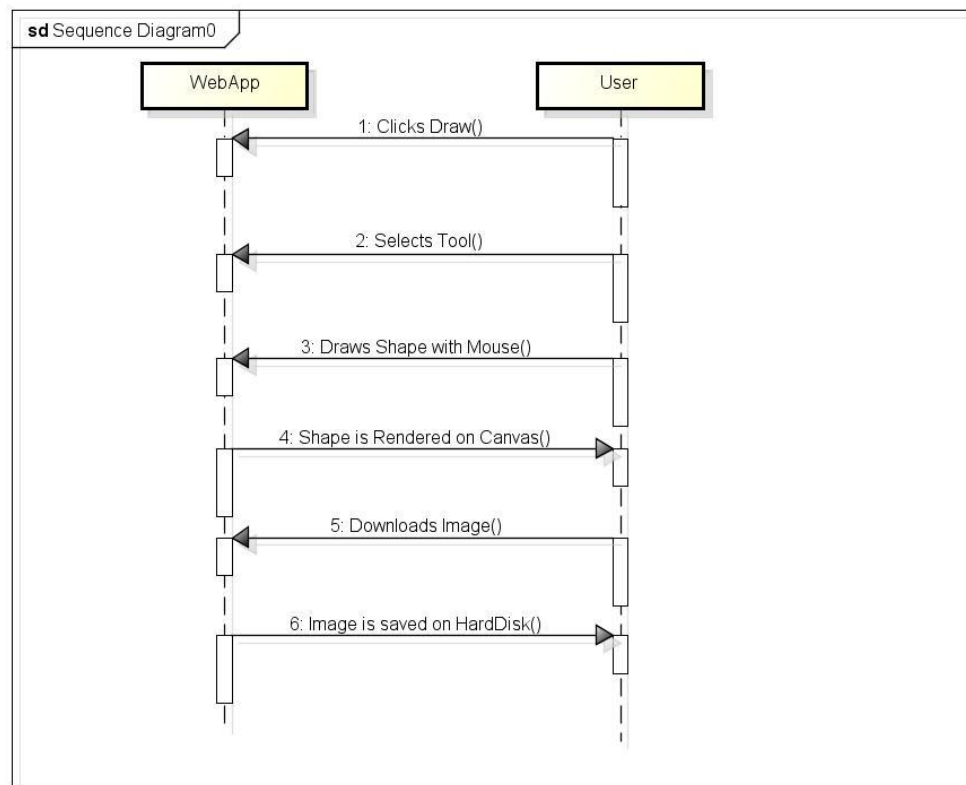 sd Sequence Diagram0
WebApp
User
1: Clicks Draw()
2: Selects Tool()
3: Draws Shape with Mouse()
4: Shape is Rendered on Canvas()
5: Downloads Image()
6: Image is saved on HardDisk()